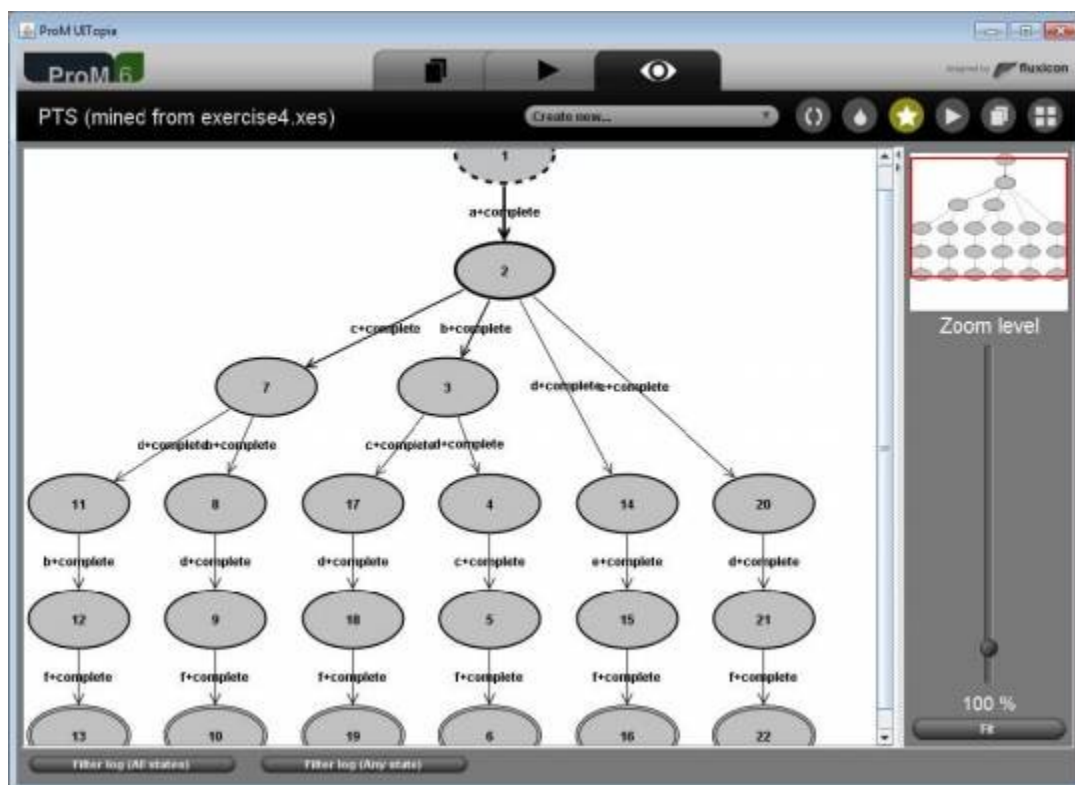 ProM UITopia
ProM 6
designed by fluxicon
PTS (mined from exercise4.xes)
Create new...
1
a+complete
2
c+complete
b+complete
7
3
d+complete
e+complete
d+complete
b+complete
c+complete
d+complete
11
8
17
4
14
20
b+complete
d+complete
d+complete
c+complete
e+complete
d+complete
12
9
18
5
15
21
f+complete
f+complete
f+complete
f+complete
f+complete
f+complete
13
10
19
6
16
22
Zoom level
100 %
Fit
Filter log (All states)
Filter log (Any state)